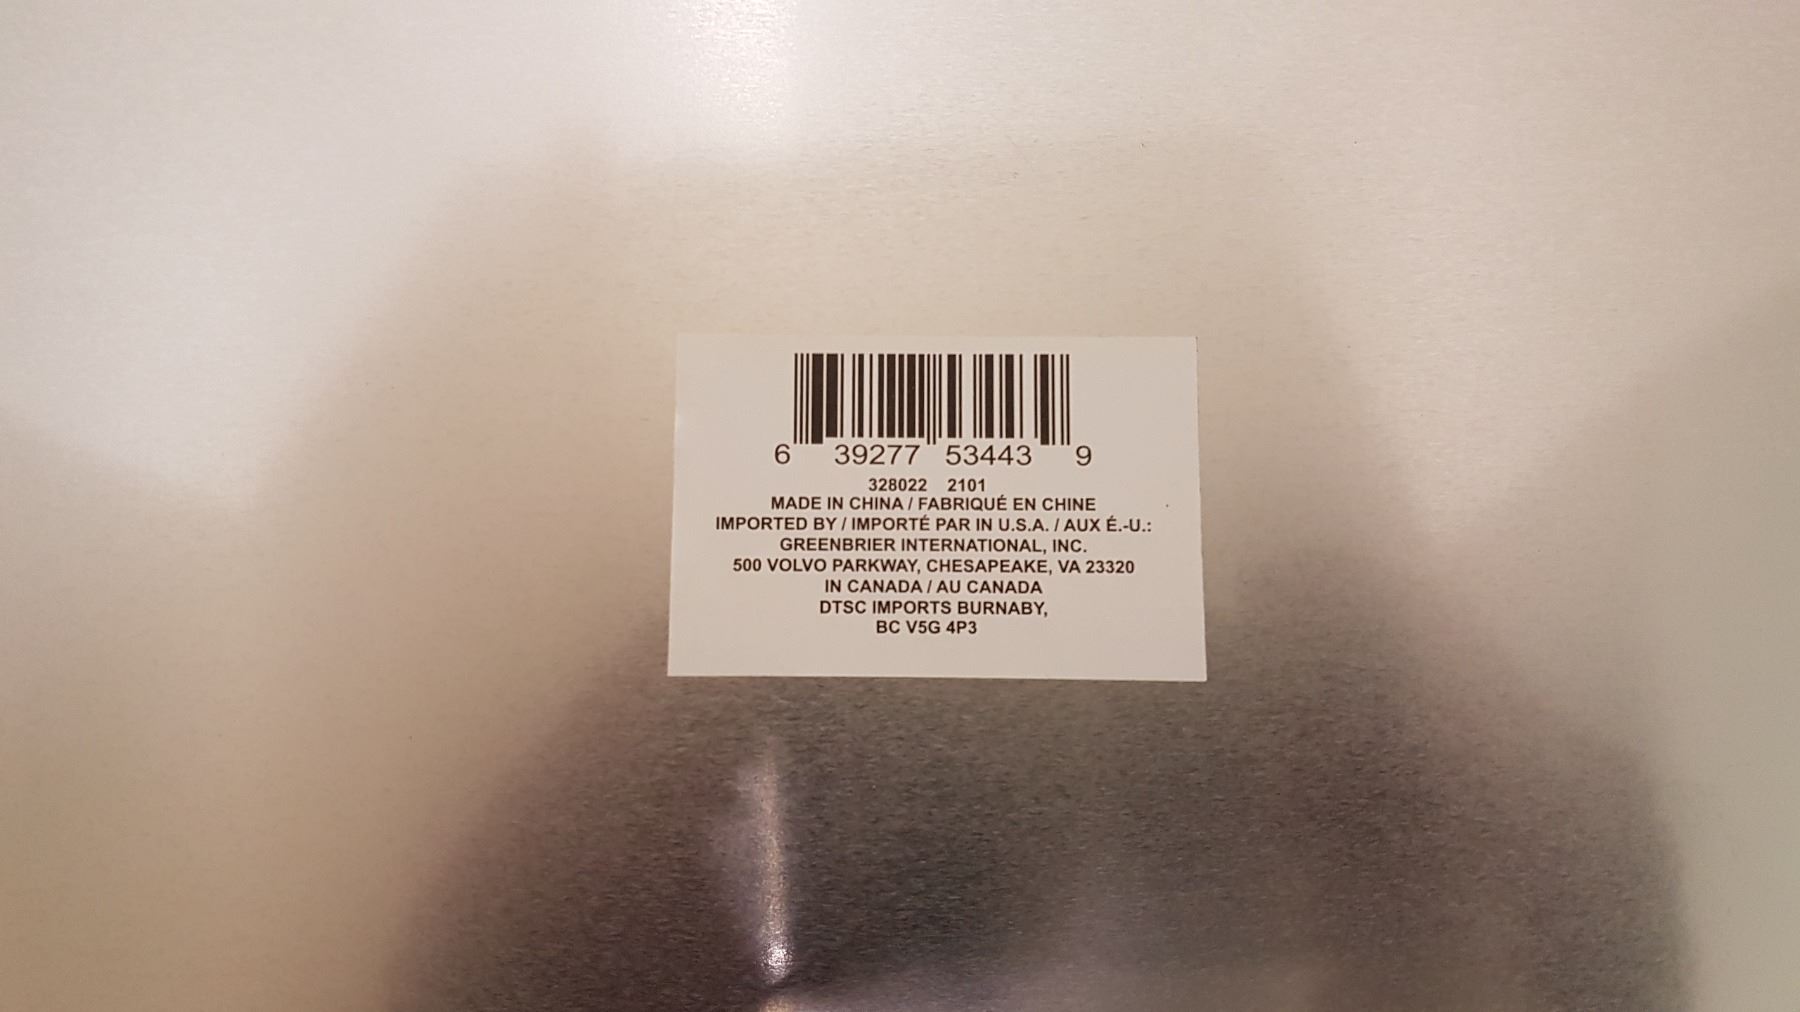 6 39277 53443 9
328022 2101
MADE IN CHINA / FABRIQUÉ EN CHINE
IMPORTED BY / IMPORTÉ PAR IN U.S.A. / AUX É.-U.:
GREENBRIER INTERNATIONAL, INC.
500 VOLVO PARKWAY, CHESAPEAKE, VA 23320
IN CANADA / AU CANADA
DTSC IMPORTS BURNABY,
BC V5G 4P3